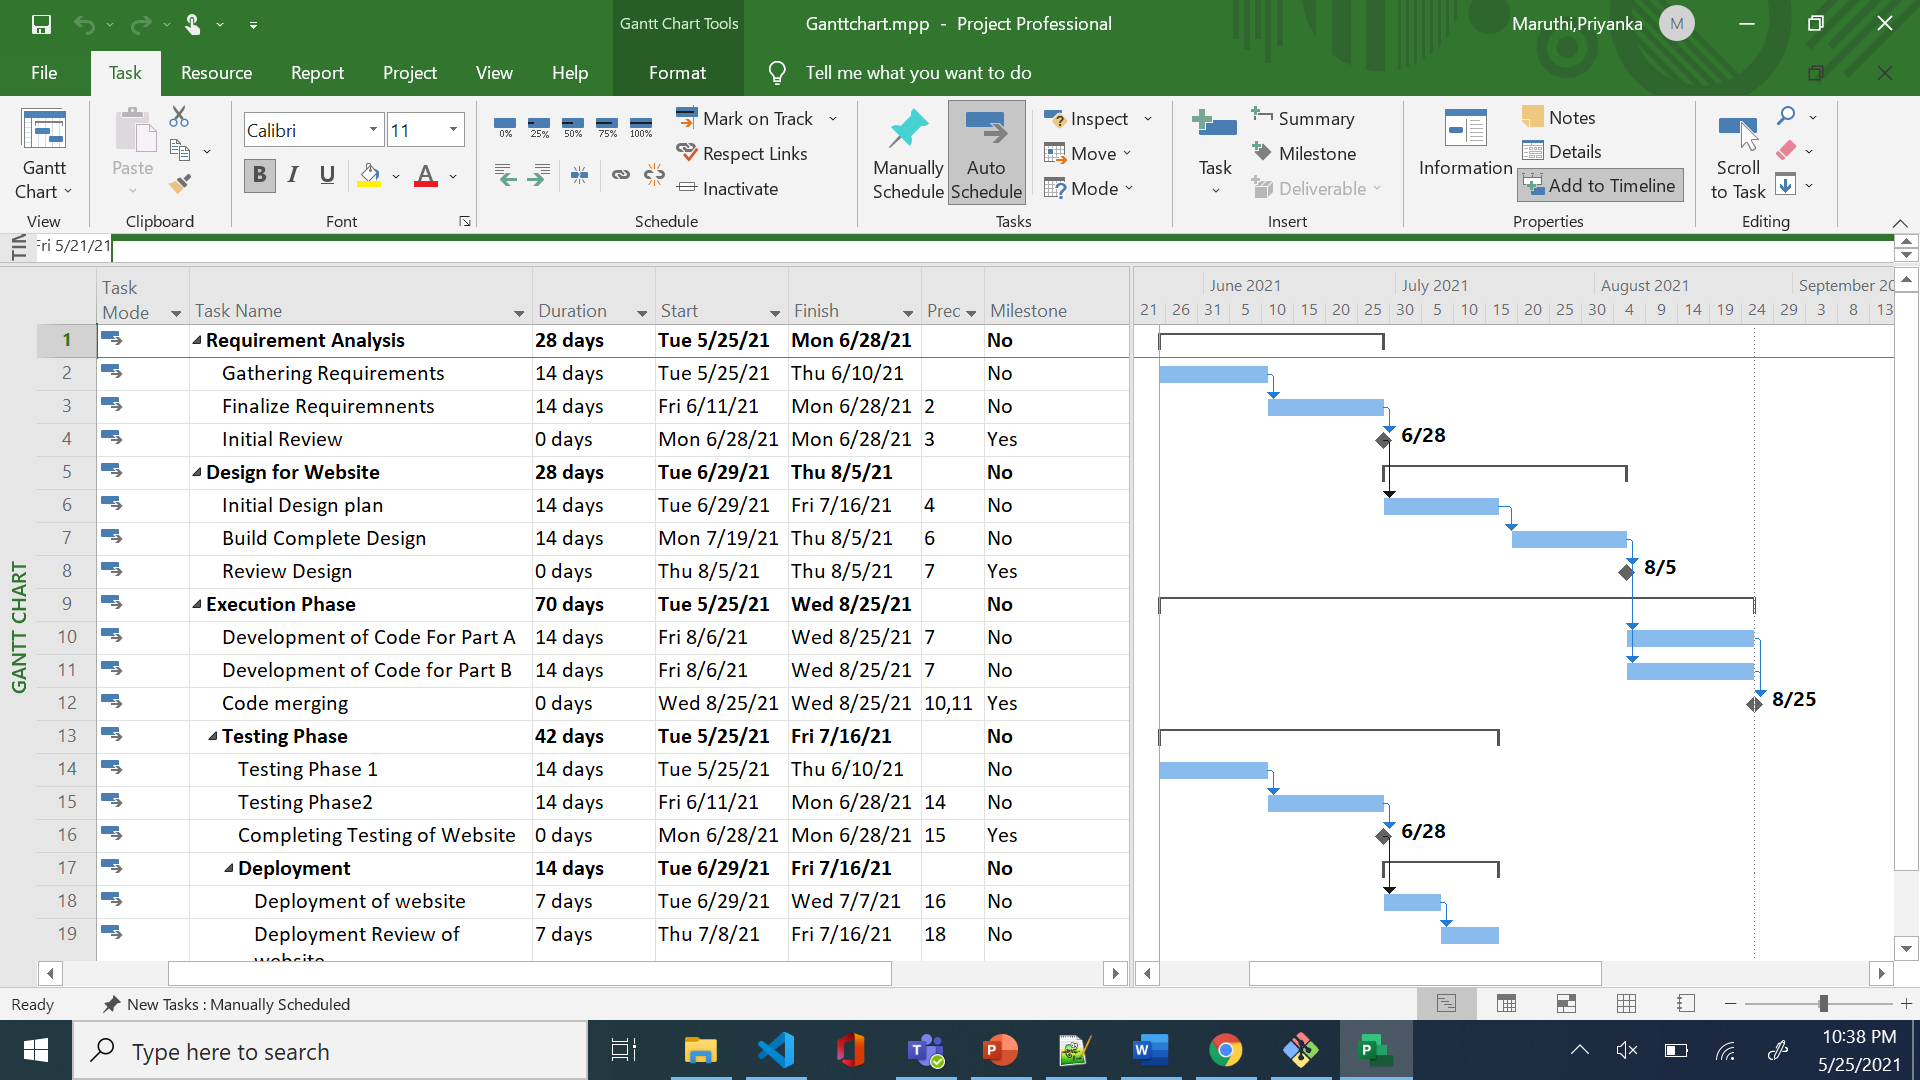 Gantt Chart Tools
Ganttchart.mpp - Project Professional
Maruthi,Priyanka
M
File Task Resource Report Project View Help Format Tell me what you want to do
Gantt Chart
View
Paste
Clipboard
Calibri 11
B I U A
Font
0% 25% 50% 75% 100%
Mark on Track
Respect Links
Inactivate
Schedule
Manually Schedule
Auto Schedule
Inspect
Move
Mode
Tasks
Task
Summary
Milestone
Deliverable
Insert
Information
Notes
Details
Add to Timeline
Properties
Scroll to Task
Editing
Fri 5/21/21
GANTT CHART
Task Mode Task Name Duration Start Finish Prec Milestone
June 2021 July 2021 August 2021
21 26 31 5 10 15 20 25 30 5 10 15 20 25 30 4 9 14 19 24 29 3 8 13
1 Requirement Analysis 28 days Tue 5/25/21 Mon 6/28/21 No
2 Gathering Requirements 14 days Tue 5/25/21 Thu 6/10/21 No
3 Finalize Requiremnents 14 days Fri 6/11/21 Mon 6/28/21 2 No
4 Initial Review 0 days Mon 6/28/21 Mon 6/28/21 3 Yes 6/28
5 Design for Website 28 days Tue 6/29/21 Thu 8/5/21 No
6 Initial Design plan 14 days Tue 6/29/21 Fri 7/16/21 4 No
7 Build Complete Design 14 days Mon 7/19/21 Thu 8/5/21 6 No
8 Review Design 0 days Thu 8/5/21 Thu 8/5/21 7 Yes 8/5
9 Execution Phase 70 days Tue 5/25/21 Wed 8/25/21 No
10 Development of Code For Part A 14 days Fri 8/6/21 Wed 8/25/21 7 No
11 Development of Code for Part B 14 days Fri 8/6/21 Wed 8/25/21 7 No
12 Code merging 0 days Wed 8/25/21 Wed 8/25/21 10,11 Yes 8/25
13 Testing Phase 42 days Tue 5/25/21 Fri 7/16/21 No
14 Testing Phase 1 14 days Tue 5/25/21 Thu 6/10/21 No
15 Testing Phase2 14 days Fri 6/11/21 Mon 6/28/21 14 No
16 Completing Testing of Website 0 days Mon 6/28/21 Mon 6/28/21 15 Yes 6/28
17 Deployment 14 days Tue 6/29/21 Fri 7/16/21 No
18 Deployment of website 7 days Tue 6/29/21 Wed 7/7/21 16 No
19 Deployment Review of 7 days Thu 7/8/21 Fri 7/16/21 18 No
Ready New Tasks : Manually Scheduled
Type here to search
10:38 PM
5/25/2021